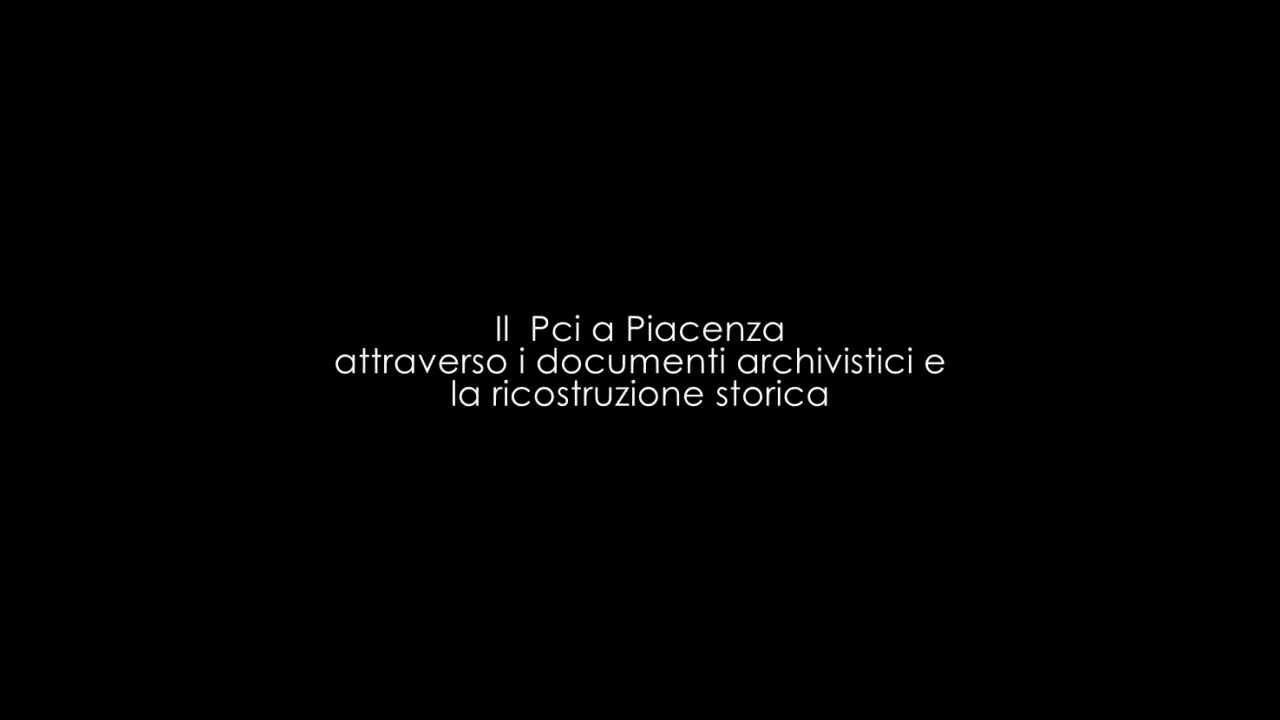 Il  Pci a Piacenza
attraverso i documenti archivistici e
la ricostruzione storica